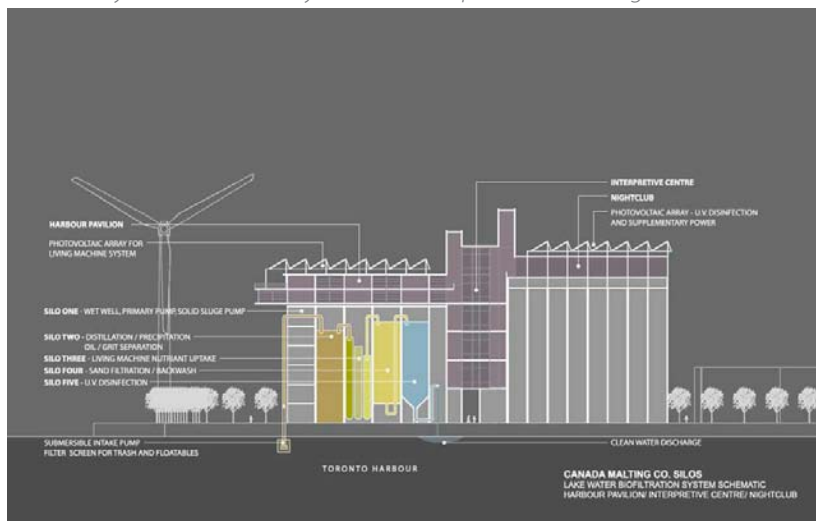 INTERPRETIVE CENTRE
NIGHTCLUB
PHOTOVOLTAIC ARRAY - U.V. DISINFECTION
AND SUPPLEMENTARY POWER
HARBOUR PAVILION
PHOTOVOLTAIC ARRAY FOR
LIVING MACHINE SYSTEM
SILO ONE - WET WELL, PRIMARY PUMP, SOLID SLUGE PUMP
SILO TWO - DISTILLATION / PRECIPITATION
OIL / GRIT SEPARATION
SILO THREE - LIVING MACHINE NUTRIENT UPTAKE
SILO FOUR - SAND FILTRATION / BACKWASH
SILO FIVE - U.V. DISINFECTION
SUBMERSIBLE INTAKE PUMP
FILTER SCREEN FOR TRASH AND FLOATABLES
CLEAN WATER DISCHARGE
TORONTO HARBOUR
CANADA MALTING CO. SILOS
LAKE WATER BIOFILTRATION SYSTEM SCHEMATIC
HARBOUR PAVILION/ INTERPRETIVE CENTRE/ NIGHTCLUB